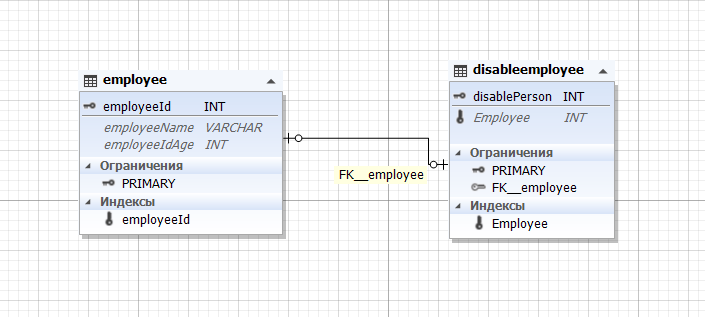 employee
employeeId INT
employeeName VARCHAR
employeeIdAge INT
Ограничения
PRIMARY
Индексы
employeeId
FK__employee
disableemployee
disablePerson INT
Employee INT
Ограничения
PRIMARY
FK__employee
Индексы
Employee